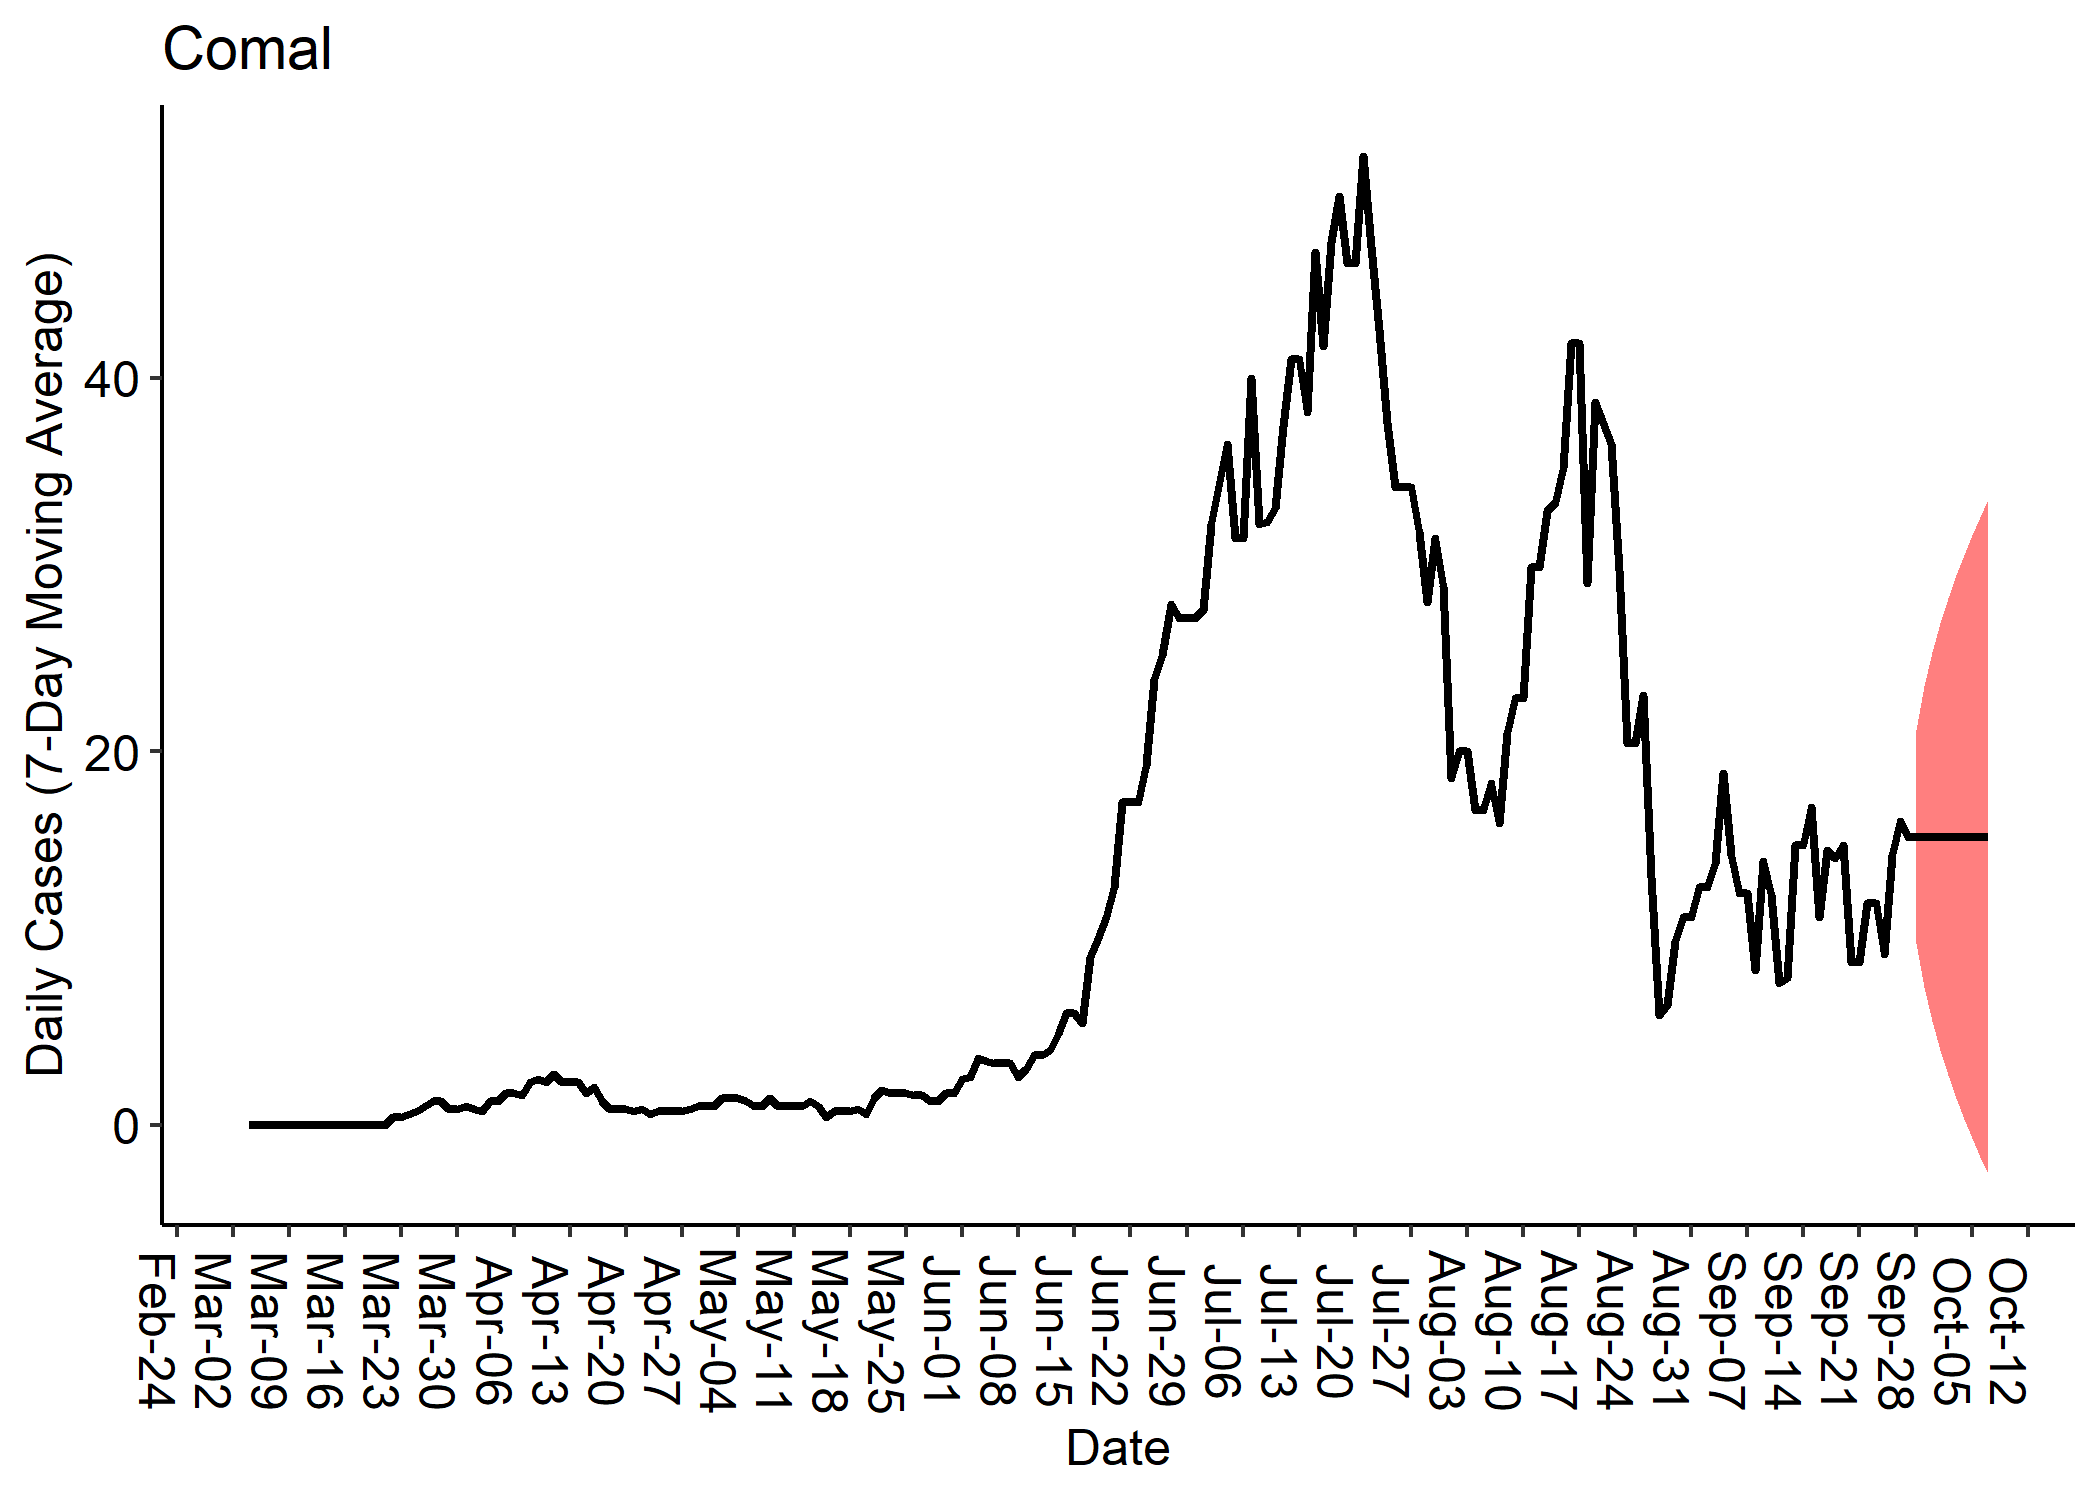 Comal
Daily Cases (7-Day Moving Average)
40
20
0
Feb-24
Mar-02
Mar-09
Mar-16
Mar-23
Mar-30
Apr-06
Apr-13
Apr-20
Apr-27
May-04
May-11
May-18
May-25
Jun-01
Jun-08
Jun-15
Jun-22
Jun-29
Jul-06
Jul-13
Jul-20
Jul-27
Aug-03
Aug-10
Aug-17
Aug-24
Aug-31
Sep-07
Sep-14
Sep-21
Sep-28
Oct-05
Oct-12
Date